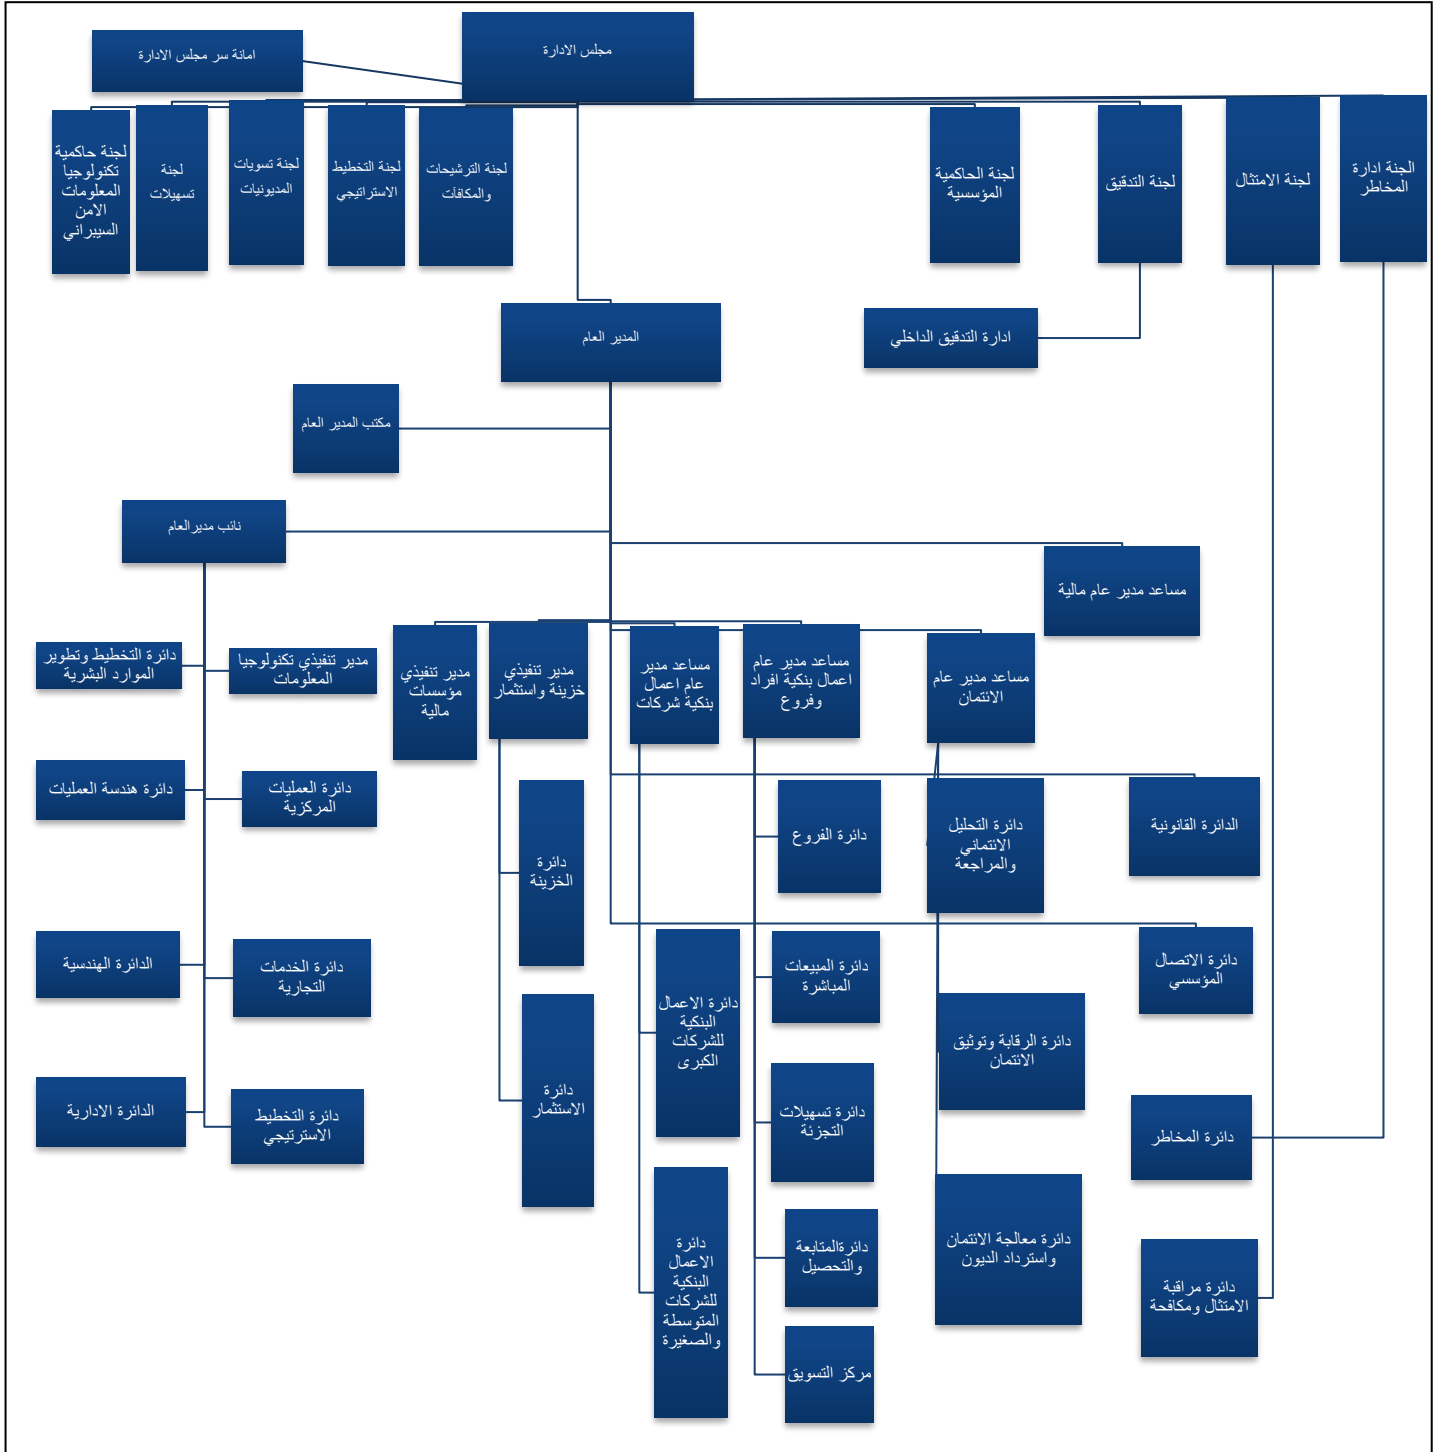 مجلس الادارة
امانة سر مجلس الادارة
الجنة ادارة
المخاطر
لجنة الامتثال
لجنة التدقيق
لجنة الحاكمية
المؤسسية
لجنة الترشيحات
والمكافآت
لجنة التخطيط
الاستراتيجي
لجنة تسويات
المديونيات
لجنة
تسهيلات
لجنة حاكمية
تكنولوجيا
المعلومات
الامن
السيبراني
المدير العام
ادارة التدقيق الداخلي
مكتب المدير العام
نائب مديرالعام
مساعد مدير عام مالية
مساعد مدير عام
الائتمان
مساعد مدير عام
اعمال بنكية افراد
وفروع
مساعد مدير
عام اعمال
بنكية شركات
مدير تنفيذي
خزينة واستثمار
مدير تنفيذي
مؤسسات
مالية
مدير تنفيذي تكنولوجيا
المعلومات
دائرة التخطيط وتطوير
الموارد البشرية
الدائرة القانونية
دائرة التحليل
الائتماني
والمراجعة
دائرة الفروع
دائرة
الخزينة
دائرة العمليات
المركزية
دائرة هندسة العمليات
دائرة الاتصال
المؤسسي
دائرة المبيعات
المباشرة
دائرة الاعمال
البنكية
للشركات
الكبرى
دائرة الخدمات
التجارية
الدائرة الهندسية
دائرة الرقابة وتوثيق
الائتمان
دائرة تسهيلات
التجزئة
دائرة
الاستثمار
دائرة التخطيط
الاسترتيجي
الدائرة الادارية
دائرة المخاطر
دائرة معالجة الائتمان
واسترداد الديون
دائرةالمتابعة
والتحصيل
دائرة
الاعمال
البنكية
للشركات
المتوسطة
والصغيرة
دائرة مراقبة
الامتثال ومكافحة
مركز التسويق